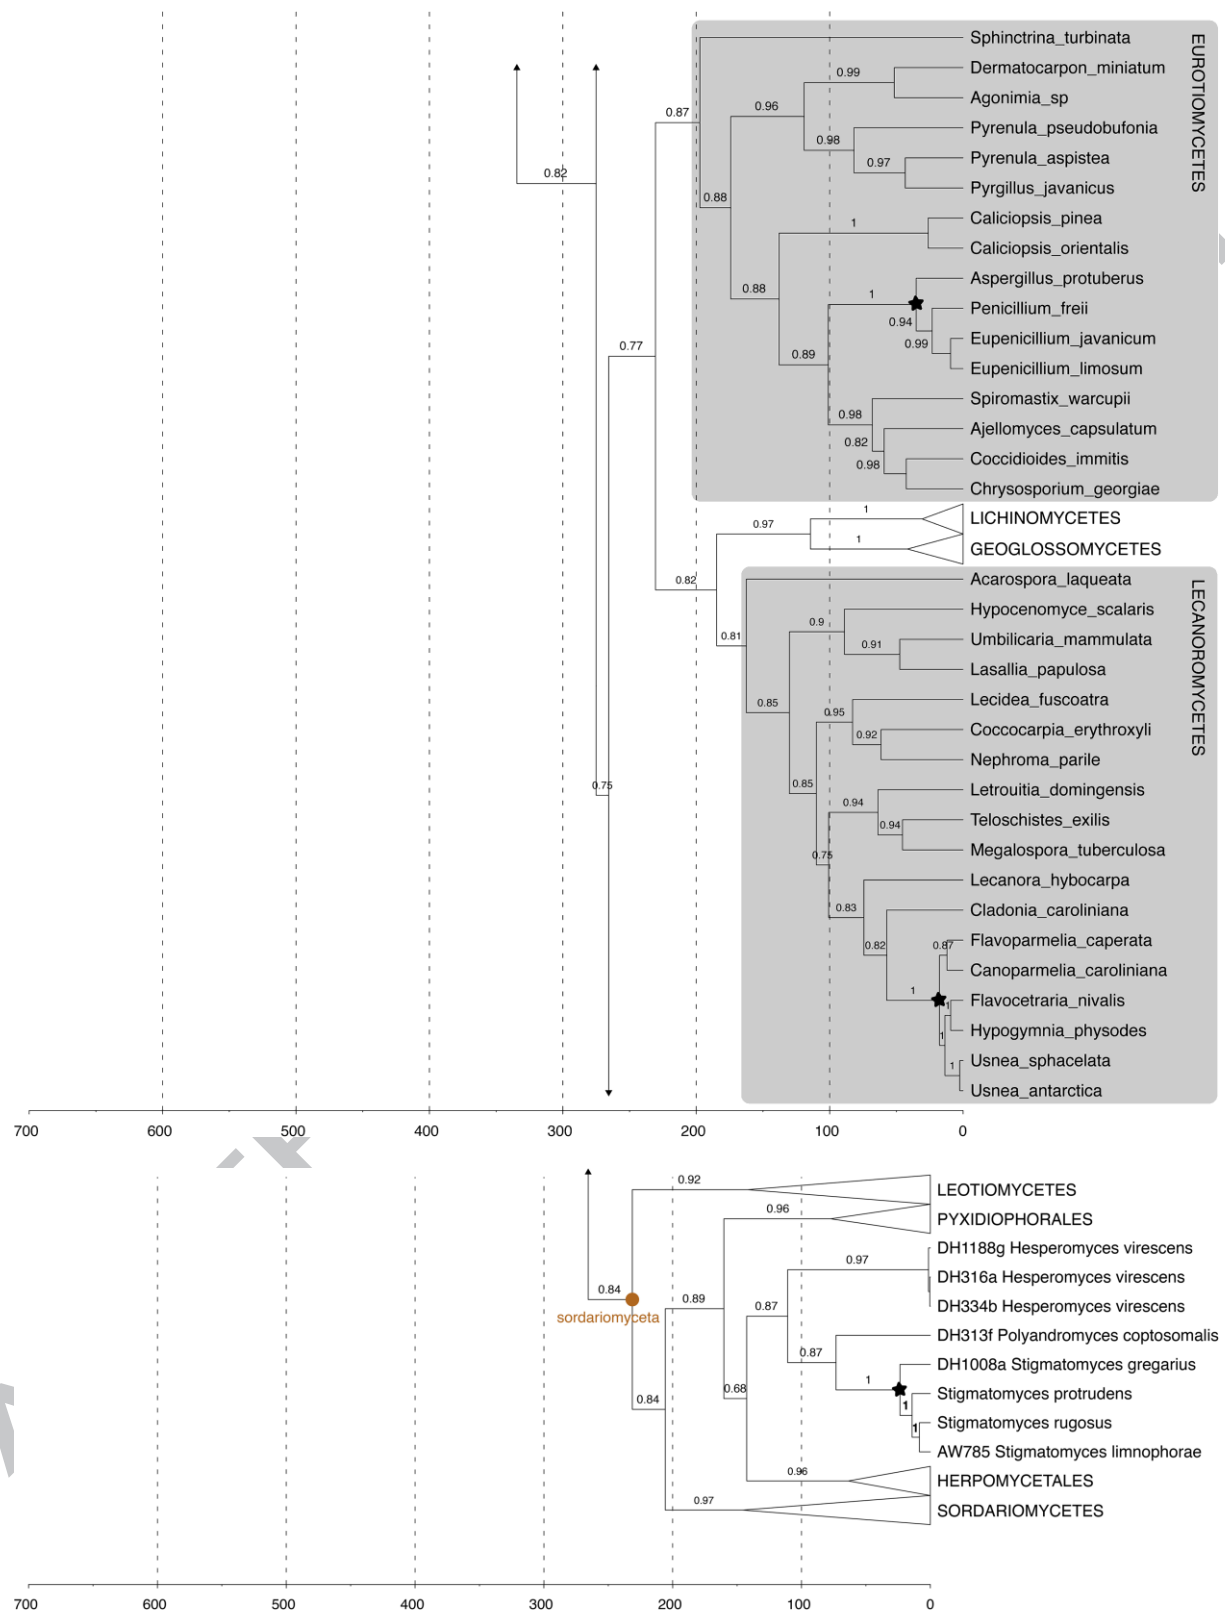 Sphinctrina_turbinata
Dermatocarpon_miniatum
0.99
Agonimia_sp
0.96
0.87
Pyrenula_pseudobufonia
0.98
Pyrenula_aspistea
0.97
0.82
Pyrgillus_javanicus
0.88
EUROTIOMYCETES
Caliciopsis_pinea
1
Caliciopsis_orientalis
Aspergillus_protuberus
0.88
1
Penicillium_freii
0.94
Eupenicillium_javanicum
0.99
0.77
0.89
Eupenicillium_limosum
Spiromastix_warcupii
0.98
Ajellomyces_capsulatum
0.82
Coccidioides_immitis
0.98
Chrysosporium_georgiae
1
LICHINOMYCETES
0.97
1
GEOGLOSSOMYCETES
0.82
Acarospora_laqueata
Hypocenomyce_scalaris
0.9
0.81
Umbilicaria_mammulata
0.91
Lasallia_papulosa
LECANOROMYCETES
0.85
Lecidea_fuscoatra
0.95
Coccocarpia_erythroxyli
0.92
Nephroma_parile
0.75
0.85
Letrouitia_domingensis
0.94
Teloschistes_exilis
0.94
Megalospora_tuberculosa
0.75
Lecanora_hybocarpa
0.83
Cladonia_caroliniana
0.82
Flavoparmelia_caperata
0.87
Canoparmelia_caroliniana
1
Flavocetraria_nivalis
1
Hypogymnia_physodes
1
Usnea_sphacelata
1
Usnea_antarctica
700 600 500 400 300 200 100 0
0.92
LEOTIOMYCETES
0.96
PYXIDIOPHORALES
DH1188g Hesperomyces virescens
0.97
DH316a Hesperomyces virescens
0.84
0.89
DH334b Hesperomyces virescens
sordariomyceta
0.87
DH313f Polyandromyces coptosomalis
0.87
DH1008a Stigmatomyces gregarius
1
0.68
Stigmatomyces protrudens
0.84
1
Stigmatomyces rugosus
1
AW785 Stigmatomyces limnophorae
0.96
HERPOMYCETALES
0.97
SORDARIOMYCETES
700 600 500 400 300 200 100 0